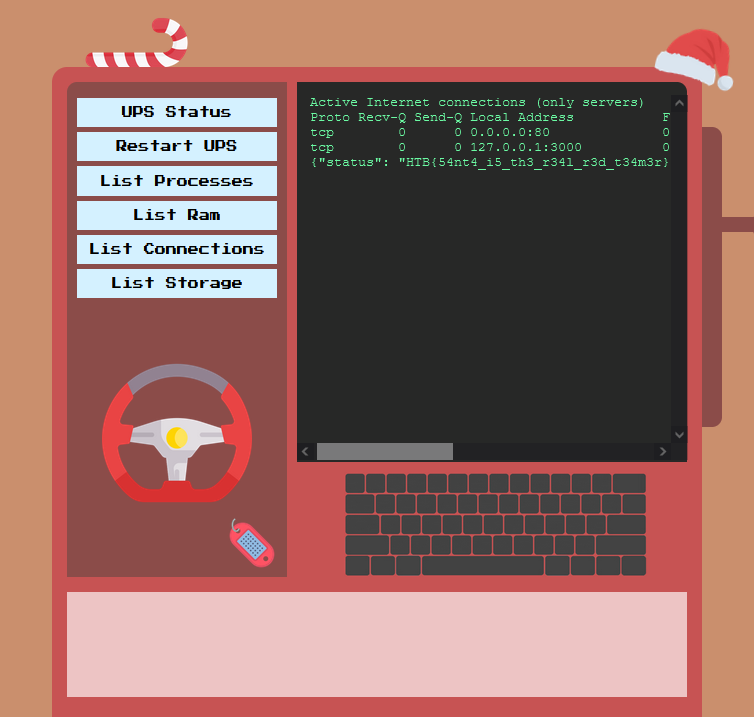 UPS Status
Restart UPS
List Processes
List Ram
List Connections
List Storage
Active Internet connections (only servers)
Proto Recv-Q Send-Q Local Address           F
tcp        0      0 0.0.0.0:80              0
tcp        0      0 127.0.0.1:3000          0
{"status": "HTB{54nt4_i5_th3_r34l_r3d_t34m3r}